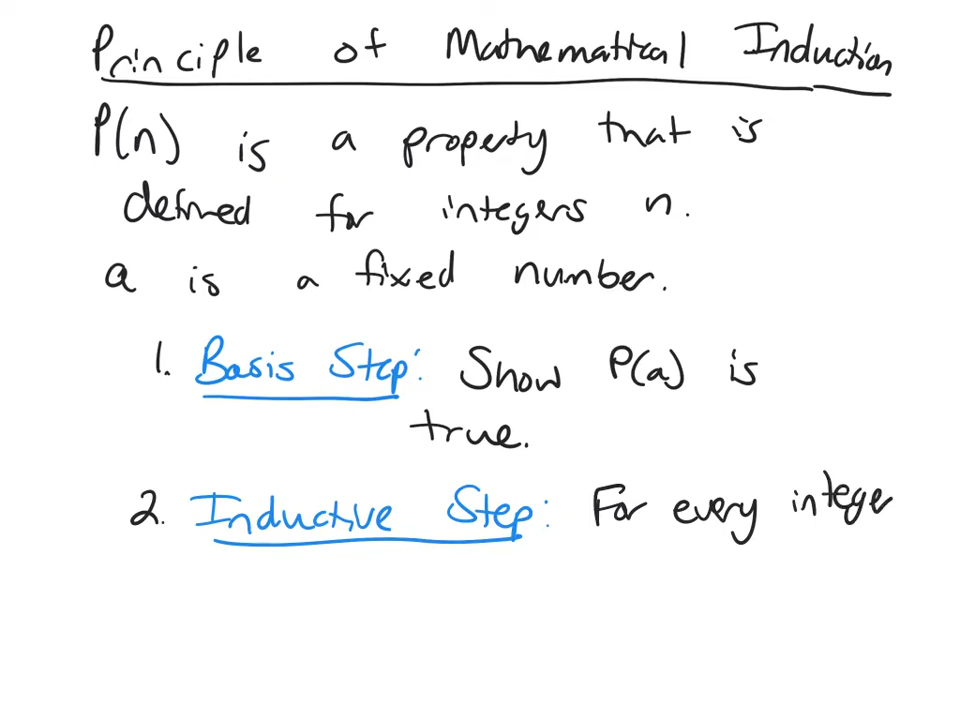 Principle of Mathematical Induction
P(n) is a property that is
defined for integers n.
a is a fixed number.
1. Basis Step: Show P(a) is
true.
2. Inductive Step: For every integer